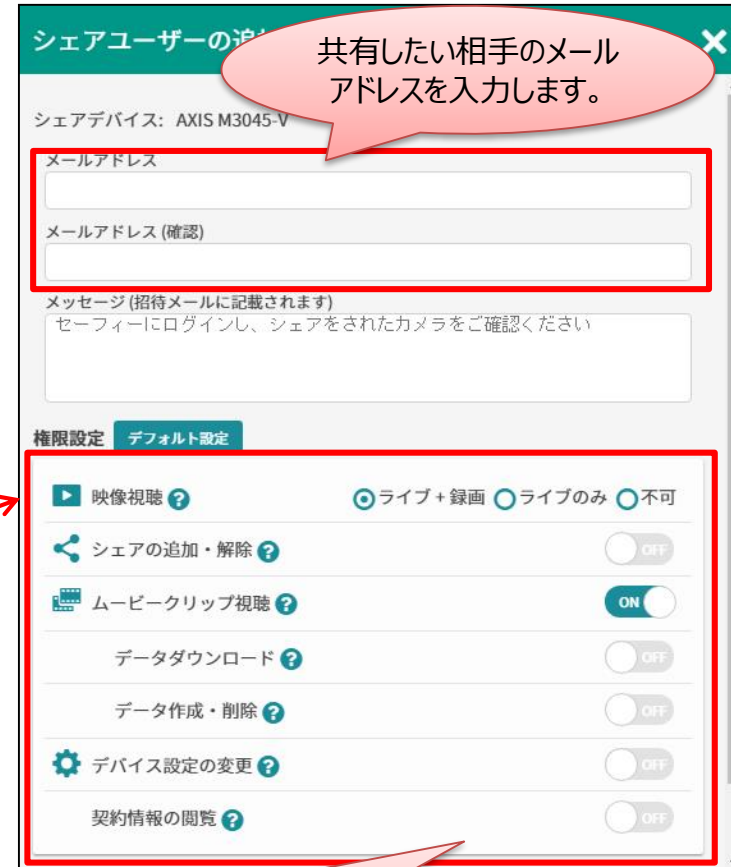 シェアユーザーの追
共有したい相手のメール
アドレスを入力します。
シェアデバイス: AXIS M3045-V
メールアドレス
メールアドレス (確認)
メッセージ (招待メールに記載されます)
セーフィーにログインし、シェアをされたカメラをご確認ください
権限設定 デフォルト設定
映像視聴 ? ライブ + 録画 ライブのみ 不可
シェアの追加・解除 ? OFF
ムービークリップ視聴 ? ON
データダウンロード ? OFF
データ作成・削除 ? OFF
デバイス設定の変更 ? OFF
契約情報の閲覧 ? OFF